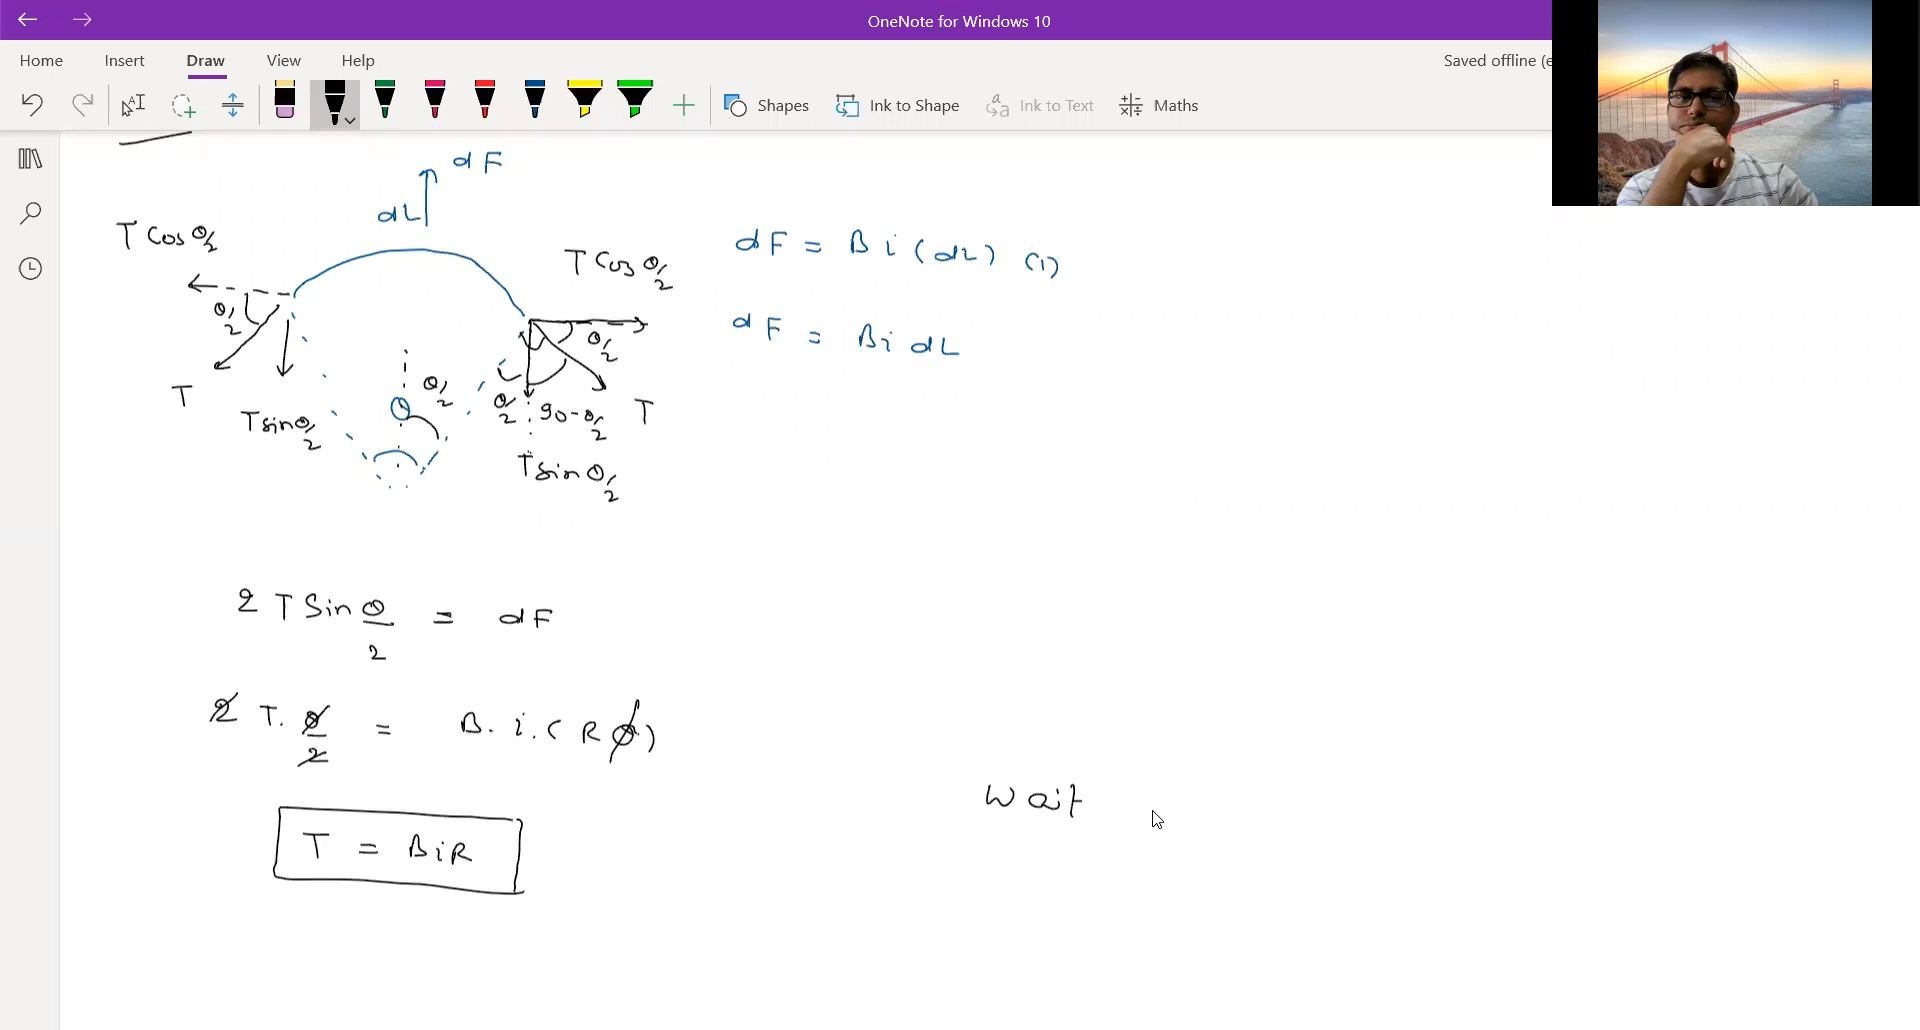 OneNote for Windows 10
Home Insert Draw View Help Saved offline (e
Shapes Ink to Shape Ink to Text Maths
dF
dL
T Cos θ/2
T Cos θ/2
dF = B i (dL) (1)
θ/2
θ/2
dF = Bi dL
T
θ
θ/2
θ/2
90-θ/2
T
T sin θ/2
T sin θ/2
2 T Sin θ/2 = dF
2 T. θ/2 = B. i. (R θ)
T = BiR
Wait